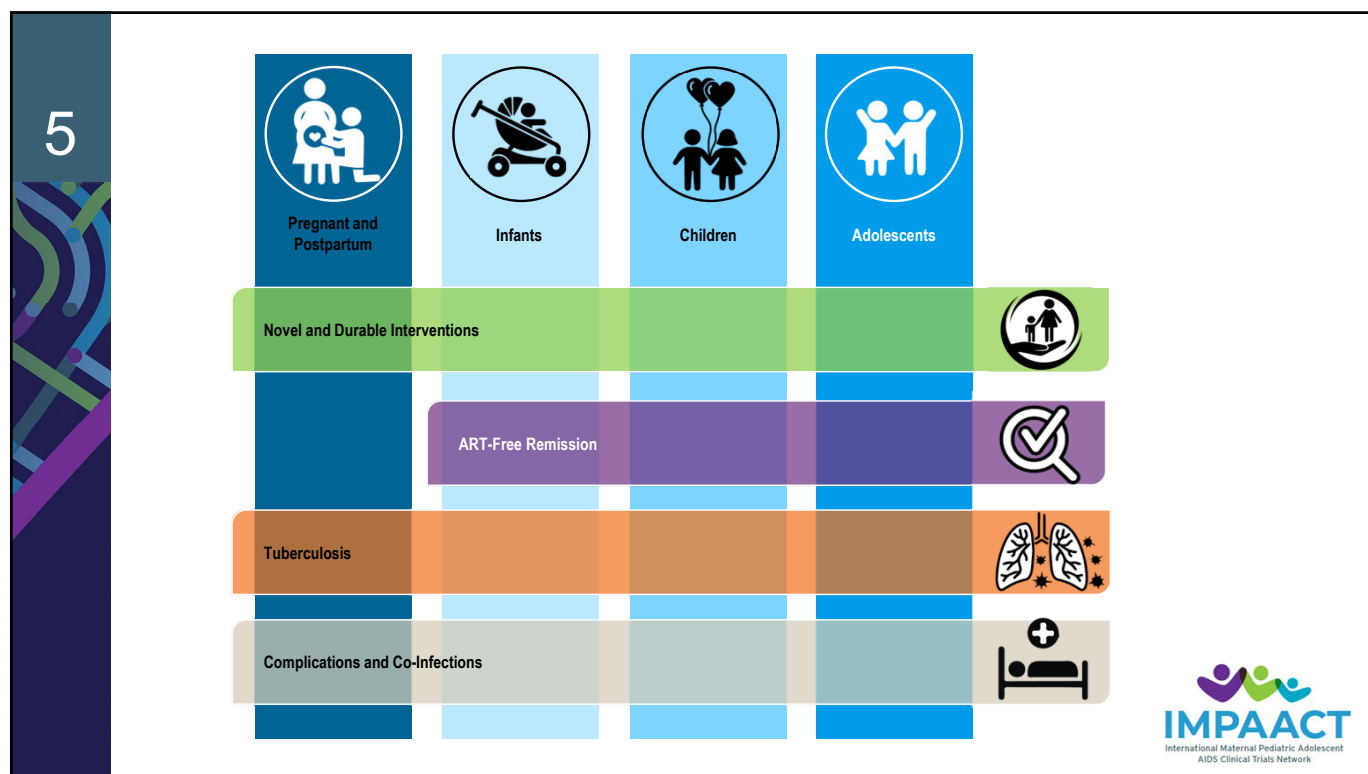 5
Pregnant and
Postpartum
Infants
Children
Adolescents
Novel and Durable Interventions
ART-Free Remission
Tuberculosis
Complications and Co-Infections
IMPAACT
International Maternal Pediatric Adolescent
AIDS Clinical Trials Network